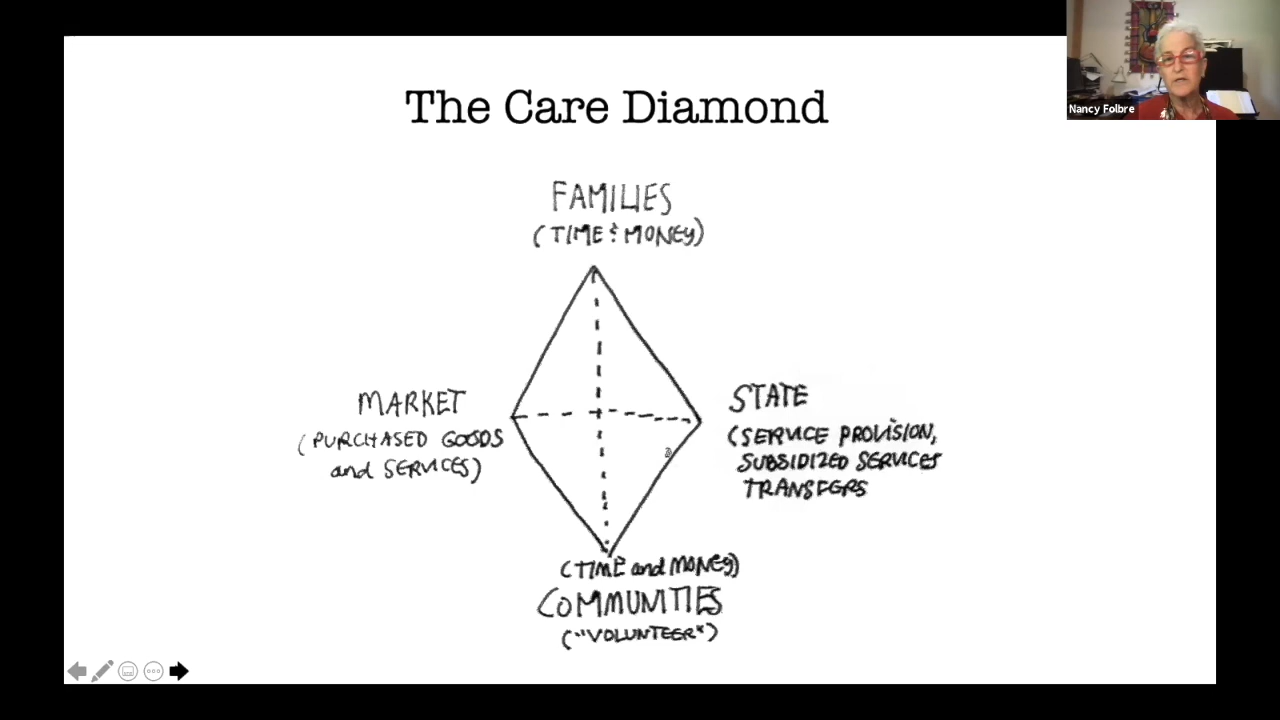 The Care Diamond
Nancy Folbre
FAMILIES
(TIME & MONEY)
MARKET
(PURCHASED GOODS
and SERVICES)
STATE
(SERVICE PROVISION,
SUBSIDIZED SERVICES
TRANSFERS
(TIME and MONEY)
COMMUNITIES
("VOLUNTEER")